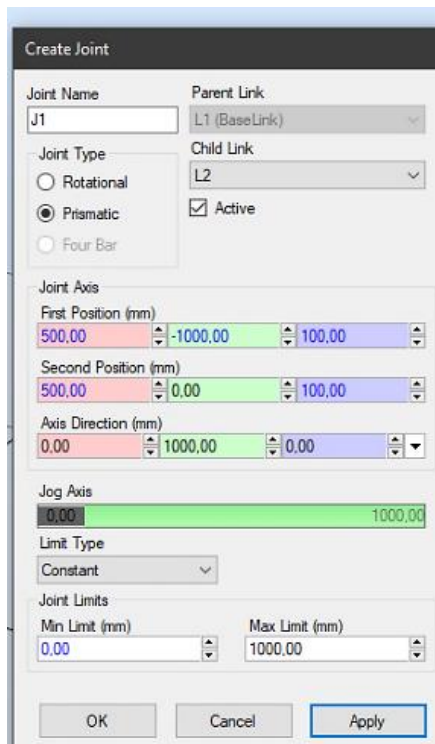 Create Joint
Joint Name
Parent Link
J1
L1 (BaseLink)
Joint Type
Child Link
Rotational
L2
Prismatic
Active
Four Bar
Joint Axis
First Position (mm)
500,00 -1000,00 100,00
Second Position (mm)
500,00 0,00 100,00
Axis Direction (mm)
0,00 1000,00 0,00
Jog Axis
0,00 1000,00
Limit Type
Constant
Joint Limits
Min Limit (mm) Max Limit (mm)
0,00 1000,00
OK Cancel Apply